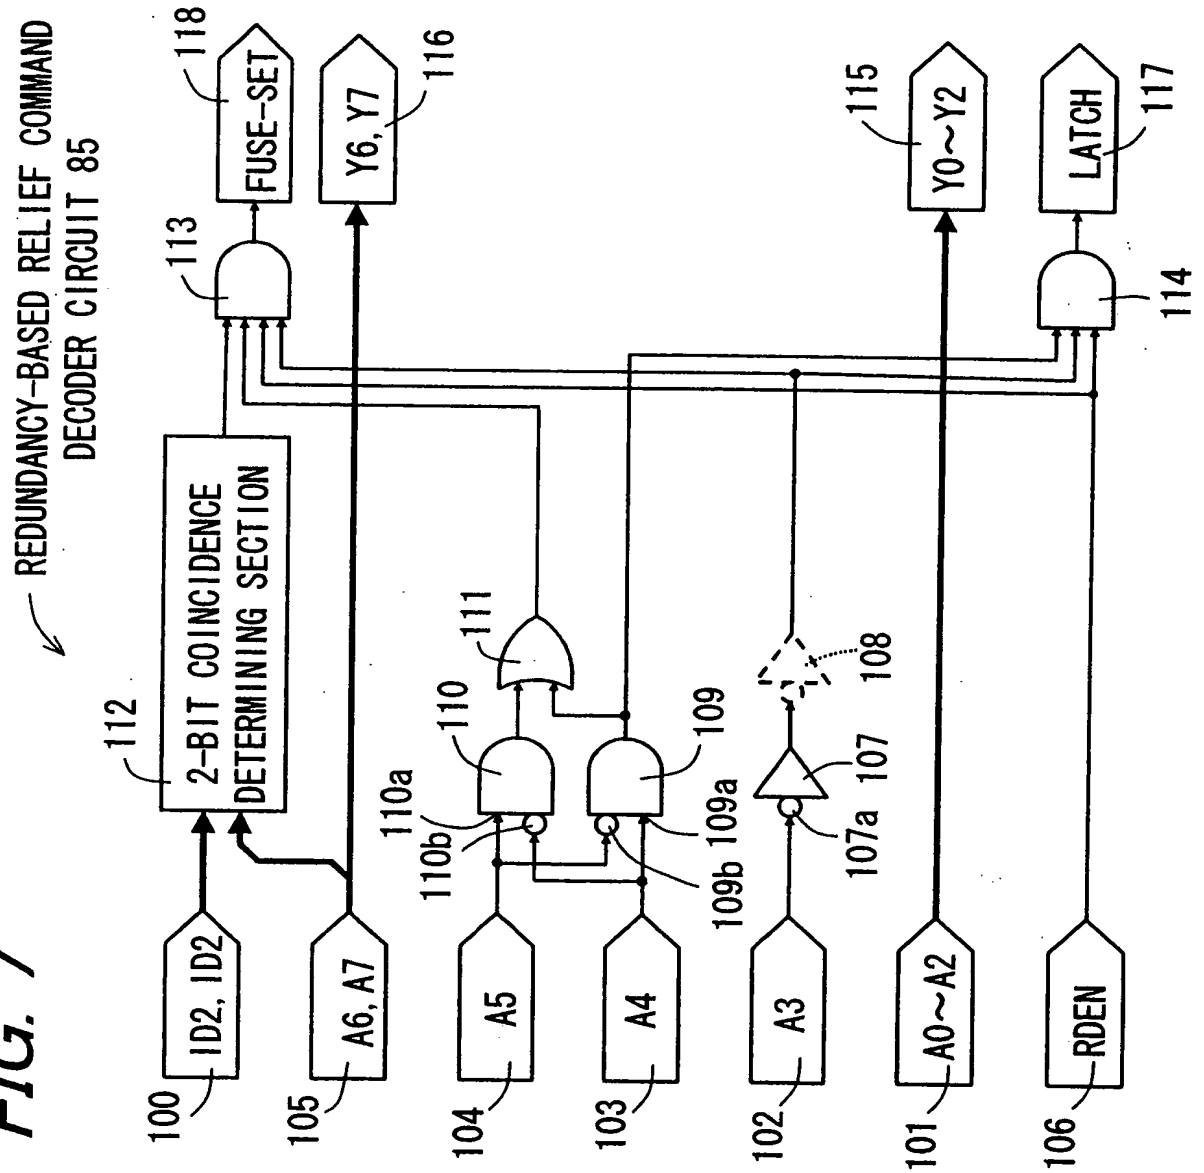 FIG. 7
REDUNDANCY-BASED RELIEF COMMAND
DECODER CIRCUIT 85
100
ID2, ID2
112
2-BIT COINCIDENCE
DETERMINING SECTION
113
118
FUSE-SET
105
A6, A7
116
Y6, Y7
104
A5
110a
110b
110
111
103
A4
109b
109a
109
102
A3
107a
107
108
101
A0~A2
115
Y0~Y2
106
RDEN
114
117
LATCH